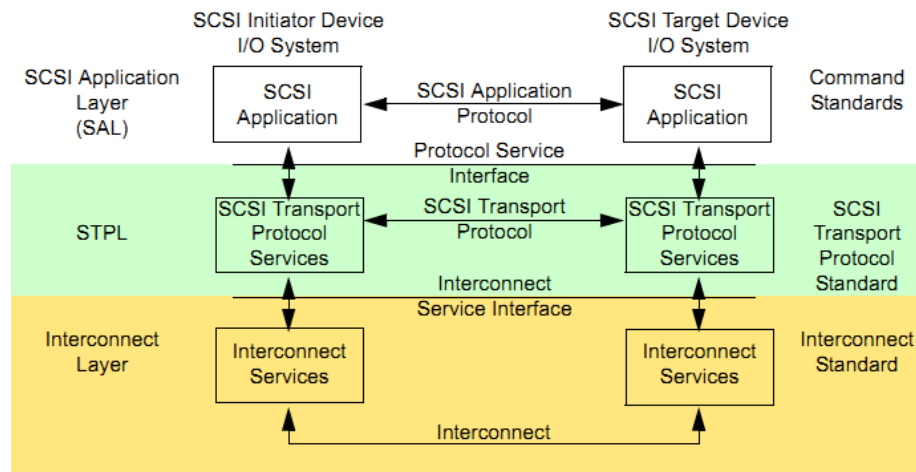 SCSI Initiator Device
I/O System
SCSI Target Device
I/O System
SCSI Application
Layer
(SAL)
SCSI
Application
SCSI Application
Protocol
SCSI
Application
Command
Standards
Protocol Service
Interface
STPL
SCSI Transport
Protocol
Services
SCSI Transport
Protocol
SCSI Transport
Protocol
Services
SCSI
Transport
Protocol
Standard
Interconnect
Service Interface
Interconnect
Layer
Interconnect
Services
Interconnect
Services
Interconnect
Standard
Interconnect